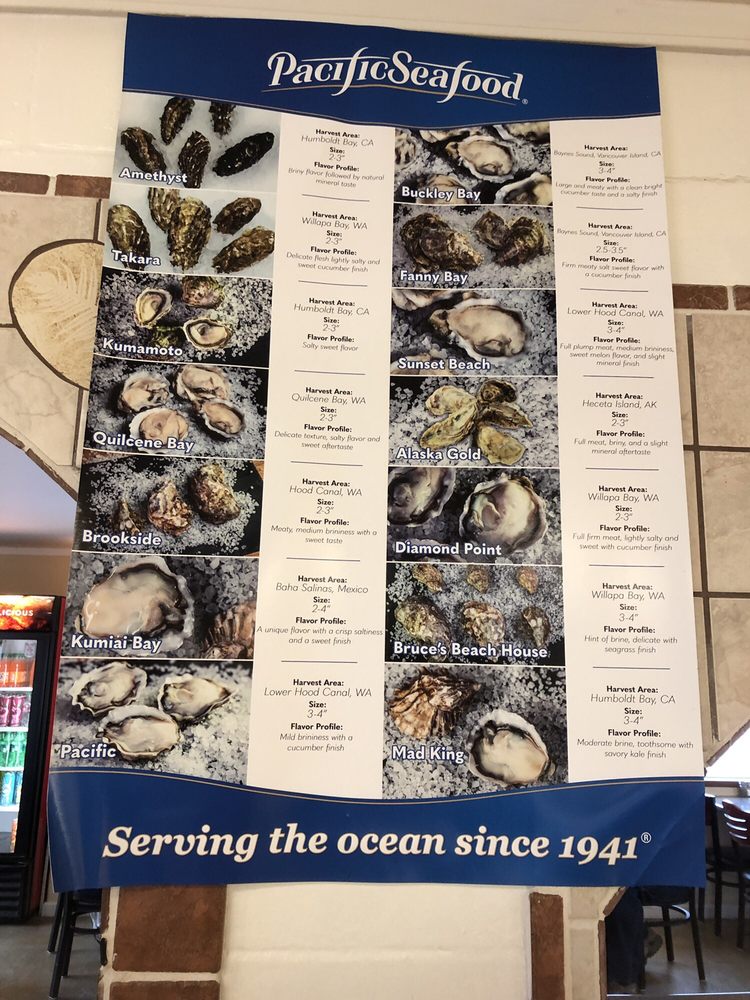 PacificSeafood®
Amethyst
Harvest Area:
Humboldt Bay, CA
Size:
2-3"
Flavor Profile:
Briny flavor followed by natural
mineral taste
Takara
Harvest Area:
Willapa Bay, WA
Size:
2-3"
Flavor Profile:
Delicate flesh lightly salty and
sweet cucumber finish
Kumamoto
Harvest Area:
Humboldt Bay, CA
Size:
2-3"
Flavor Profile:
Salty sweet flavor
Quilcene Bay
Harvest Area:
Quilcene Bay, WA
Size:
2-3"
Flavor Profile:
Delicate texture, salty flavor and
sweet aftertaste
Brookside
Harvest Area:
Hood Canal, WA
Size:
2-3"
Flavor Profile:
Meaty, medium brininess with a
sweet taste
Kumiai Bay
Harvest Area:
Baha Salinas, Mexico
Size:
2-4"
Flavor Profile:
A unique flavor with a crisp saltiness
and a sweet finish
Pacific
Harvest Area:
Lower Hood Canal, WA
Size:
3-4"
Flavor Profile:
Mild brininess with a
cucumber finish
Buckley Bay
Harvest Area:
Baynes Sound, Vancouver Island, CA
Size:
3-4"
Flavor Profile:
Large and meaty with a clean bright
cucumber taste and a salty finish
Fanny Bay
Harvest Area:
Baynes Sound, Vancouver Island, CA
Size:
2.5-3.5"
Flavor Profile:
Firm meaty salt sweet flavor with
a cucumber finish
Sunset Beach
Harvest Area:
Lower Hood Canal, WA
Size:
3-4"
Flavor Profile:
Full plump meat, medium brininess,
sweet melon flavor, and slight
mineral finish
Alaska Gold
Harvest Area:
Heceta Island, AK
Size:
2-3"
Flavor Profile:
Full meat, briny, and a slight
mineral aftertaste
Diamond Point
Harvest Area:
Willapa Bay, WA
Size:
2-3"
Flavor Profile:
Full firm meat, lightly salty and
sweet with cucumber finish
Bruce's Beach House
Harvest Area:
Willapa Bay, WA
Size:
3-4"
Flavor Profile:
Hint of brine, delicate with
seagrass finish
Mad King
Harvest Area:
Humboldt Bay, CA
Size:
3-4"
Flavor Profile:
Moderate brine, toothsome with
savory kale finish
Serving the ocean since 1941®
LICIOUS